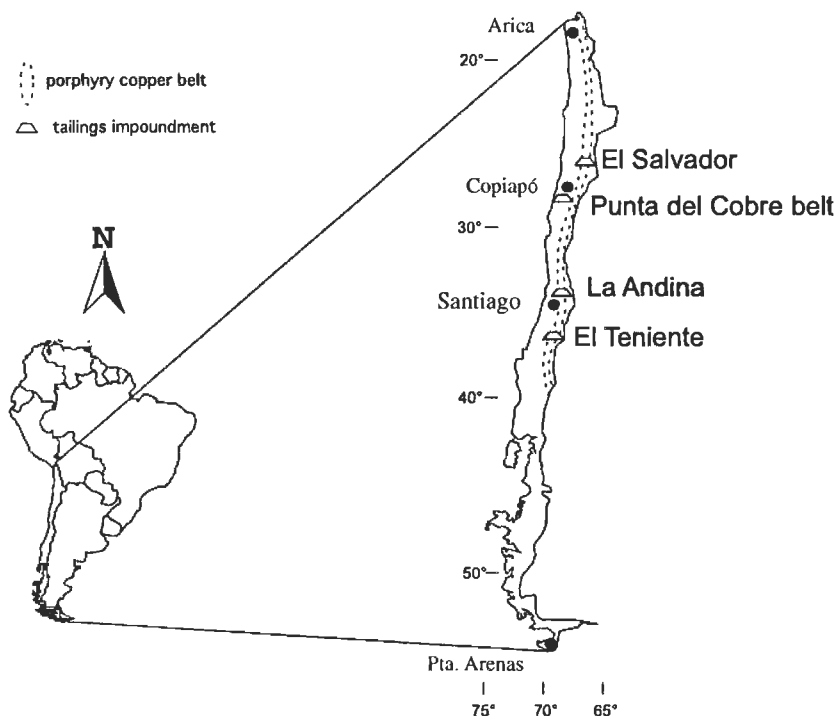 Arica
20°
porphyry copper belt
tailings impoundment
El Salvador
Copiapó
Punta del Cobre belt
30°
N
La Andina
Santiago
El Teniente
40°
50°
Pta. Arenas
75° 70° 65°